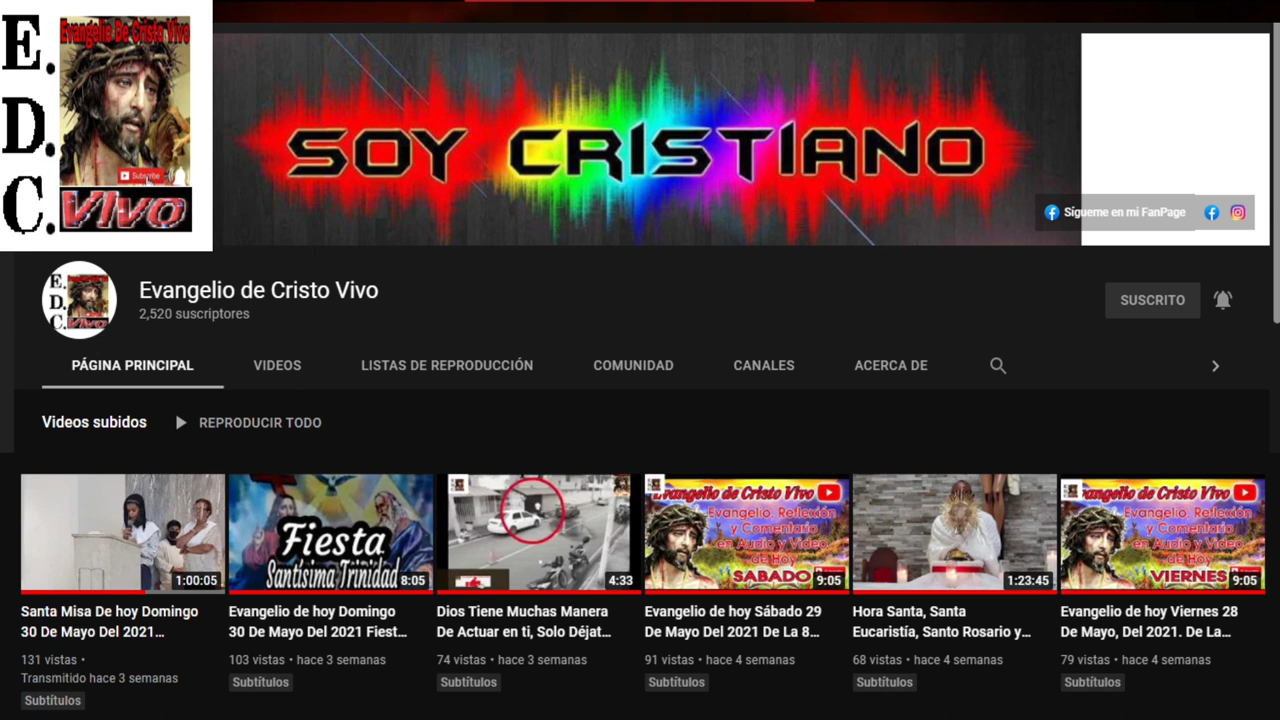 E.
D.
C.
Evangelio De Cristo Vivo
Subscribe
Vivo
SOY CRISTIANO
Sígueme en mi FanPage
E.
D.
C.
Vivo
Evangelio de Cristo Vivo
2,520 suscriptores
SUSCRITO
PÁGINA PRINCIPAL
VIDEOS
LISTAS DE REPRODUCCIÓN
COMUNIDAD
CANALES
ACERCA DE
Videos subidos
REPRODUCIR TODO
1:00:05
Santa Misa De hoy Domingo
30 De Mayo Del 2021...
131 vistas •
Transmitido hace 3 semanas
Subtítulos
Fiesta
Santísima Trinidad
8:05
Evangelio de hoy Domingo
30 De Mayo Del 2021 Fiest...
103 vistas • hace 3 semanas
Subtítulos
4:33
Dios Tiene Muchas Manera
De Actuar en ti, Solo Déjat...
74 vistas • hace 3 semanas
Subtítulos
Evangelio de Cristo Vivo
Evangelio, Reflexión
y Comentario
en Audio y Video
de Hoy
SABADO
9:05
Evangelio de hoy Sábado 29
De Mayo Del 2021 De La 8...
91 vistas • hace 4 semanas
Subtítulos
1:23:45
Hora Santa, Santa
Eucaristía, Santo Rosario y...
68 vistas • hace 4 semanas
Subtítulos
Evangelio de Cristo Vivo
Evangelio, Reflexión
y Comentario
en Audio y Video
de Hoy
VIERNES
9:05
Evangelio de hoy Viernes 28
De Mayo, Del 2021. De La...
79 vistas • hace 4 semanas
Subtítulos